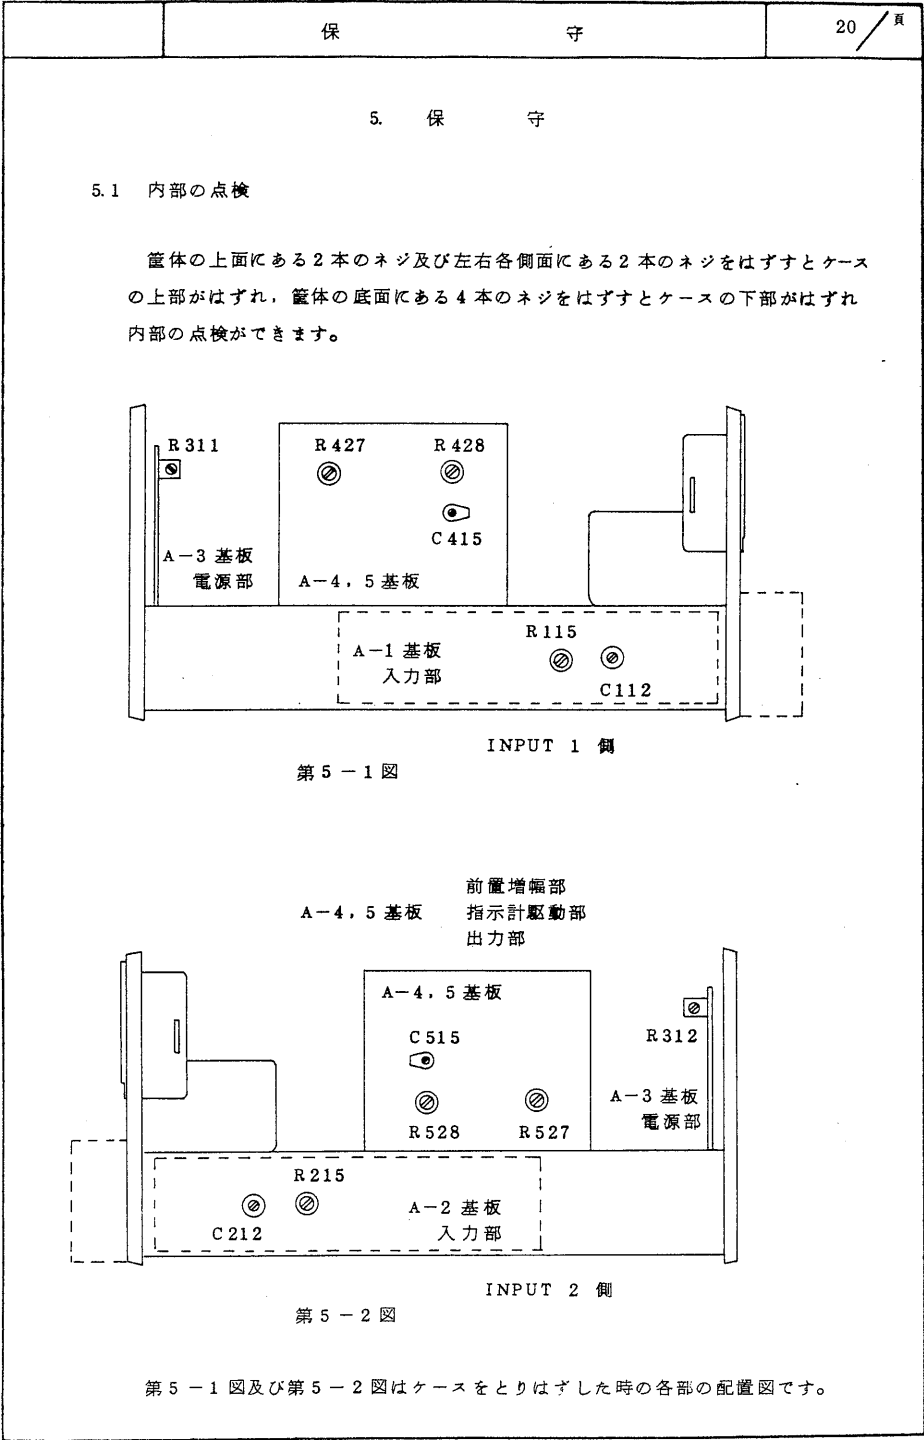 保 守
20/頁
5. 保 守
5.1 内部の点検
筐体の上面にある2本のネジ及び左右各側面にある2本のネジをはずすとケース
の上部がはずれ,筐体の底面にある4本のネジをはずすとケースの下部がはずれ
内部の点検ができます。
R311
R427
R428
C415
A-3 基板
電源部
A-4,5基板
R115
A-1 基板
入力部
C112
INPUT 1 側
第5-1図
前置増幅部
A-4,5 基板 指示計駆動部
出力部
A-4,5 基板
C515
R312
A-3 基板
電源部
R528
R527
R215
C212
A-2 基板
入力部
INPUT 2 側
第5-2図
第5-1図及び第5-2図はケースをとりはずした時の各部の配置図です。